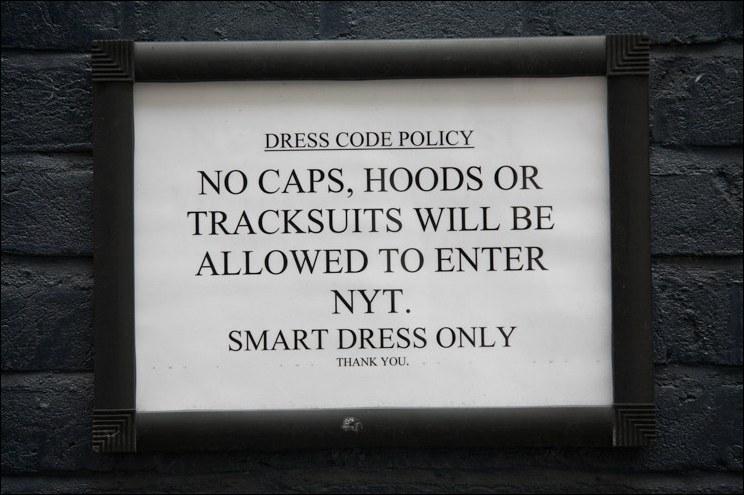 DRESS CODE POLICY
NO CAPS, HOODS OR
TRACKSUITS WILL BE
ALLOWED TO ENTER
NYT.
SMART DRESS ONLY
THANK YOU.